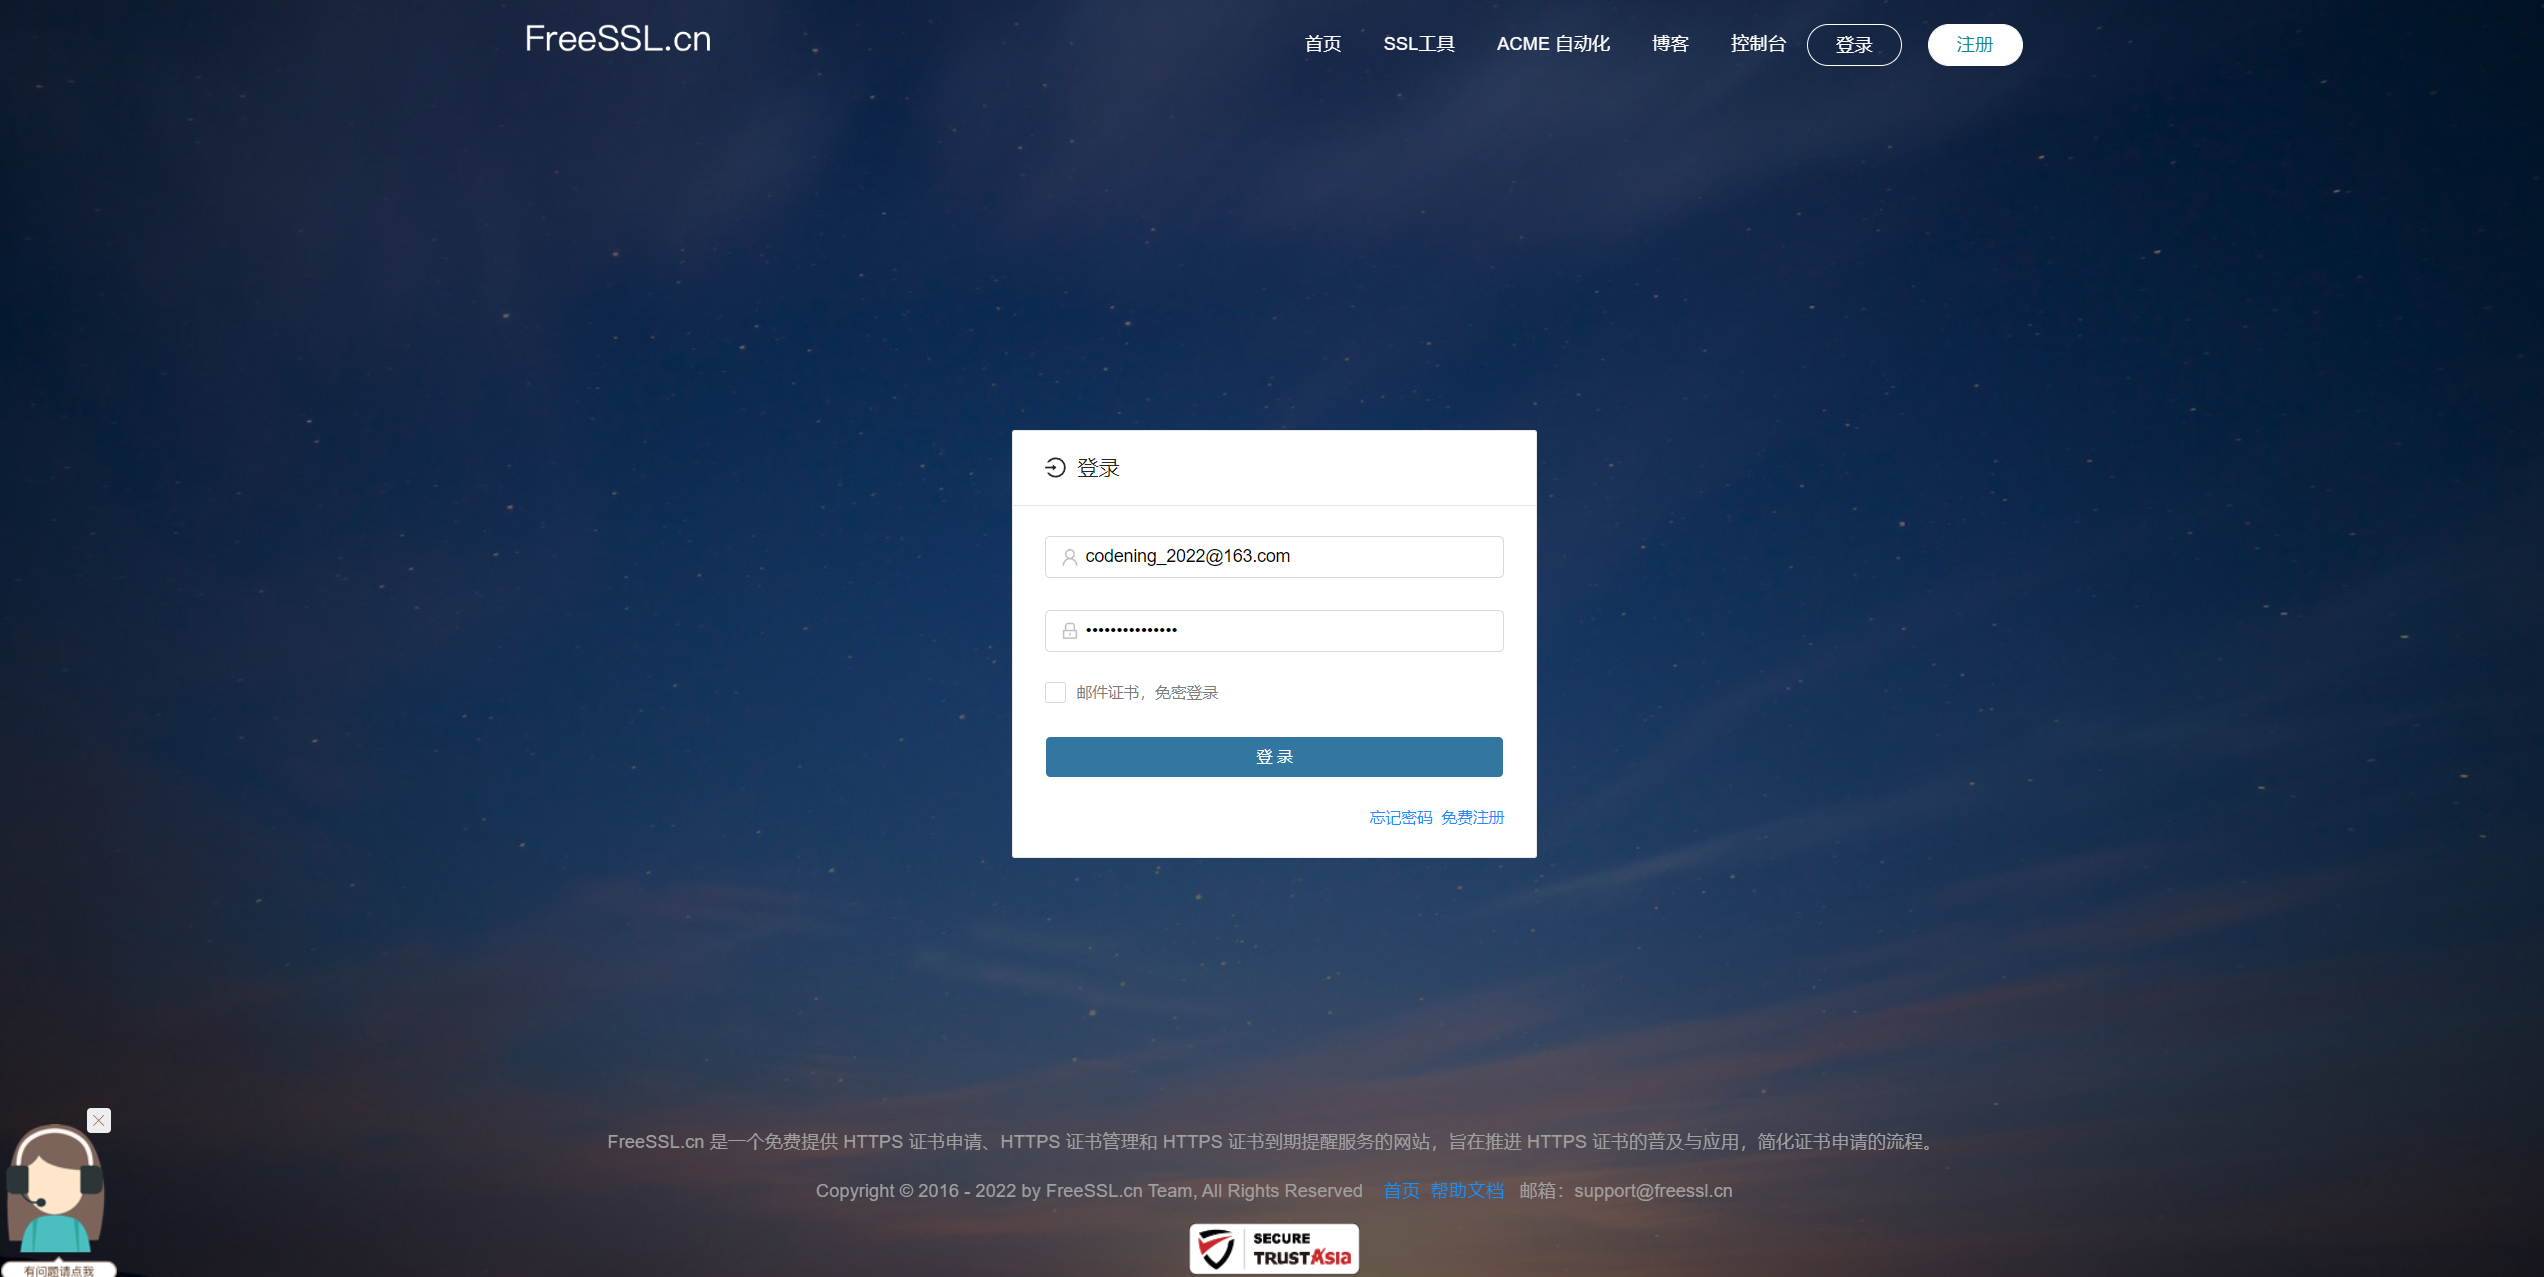 FreeSSL.cn
首页 SSL工具 ACME 自动化 博客 控制台 登录 注册
登录
codening_2022@163.com
•••••••••••••••
邮件证书，免密登录
登 录
忘记密码 免费注册
FreeSSL.cn 是一个免费提供 HTTPS 证书申请、HTTPS 证书管理和 HTTPS 证书到期提醒服务的网站，旨在推进 HTTPS 证书的普及与应用，简化证书申请的流程。
Copyright © 2016 - 2022 by FreeSSL.cn Team, All Rights Reserved 首页 帮助文档 邮箱：support@freessl.cn
SECURE
TRUSTAsia
有问题请点我